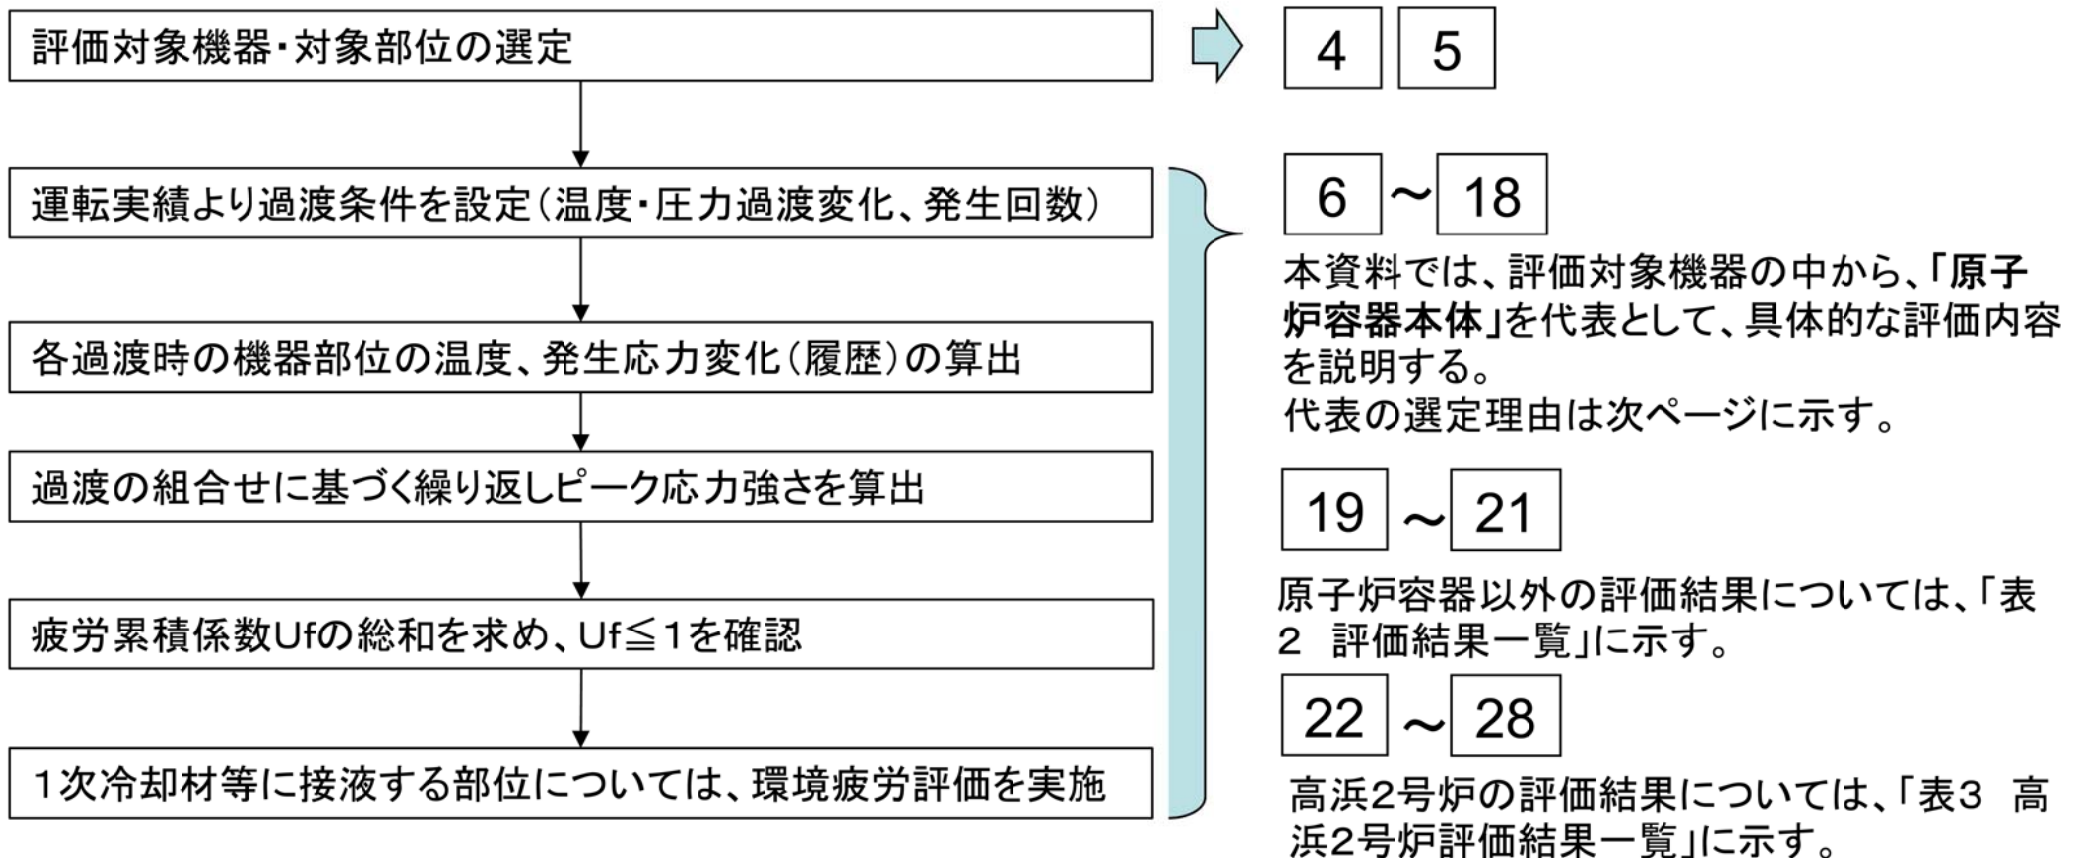 評価対象機器・対象部位の選定
4 5
運転実績より過渡条件を設定(温度・圧力過渡変化、発生回数)
各過渡時の機器部位の温度、発生応力変化(履歴)の算出
過渡の組合せに基づく繰り返しピーク応力強さを算出
疲労累積係数Ufの総和を求め、Uf≦1を確認
1次冷却材等に接液する部位については、環境疲労評価を実施
6 ~ 18
本資料では、評価対象機器の中から、「原子
炉容器本体」を代表として、具体的な評価内容
を説明する。
代表の選定理由は次ページに示す。
19 ~ 21
原子炉容器以外の評価結果については、「表
2 評価結果一覧」に示す。
22 ~ 28
高浜2号炉の評価結果については、「表3 高
浜2号炉評価結果一覧」に示す。